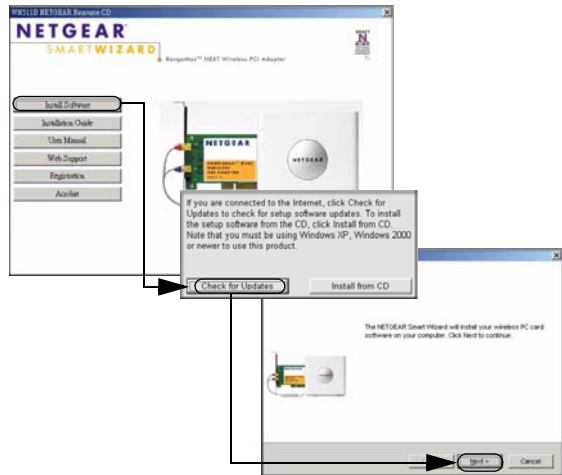 WN311B NETGEAR Resource CD
NETGEAR
SMARTWIZARD
RangeMax™ NEXT Wireless PCI Adapter
Install Software
Installation Guide
User Manual
Web Support
Registration
Acrobat
NETGEAR
NETGEAR
If you are connected to the Internet, click Check for
Updates to check for setup software updates. To install
the setup software from the CD, click Install from CD.
Note that you must be using Windows XP, Windows 2000
or newer to use this product.
Check for Updates
Install from CD
The NETGEAR Smart Wizard will install your wireless PC card
software on your computer. Click Next to continue.
Next >
Cancel